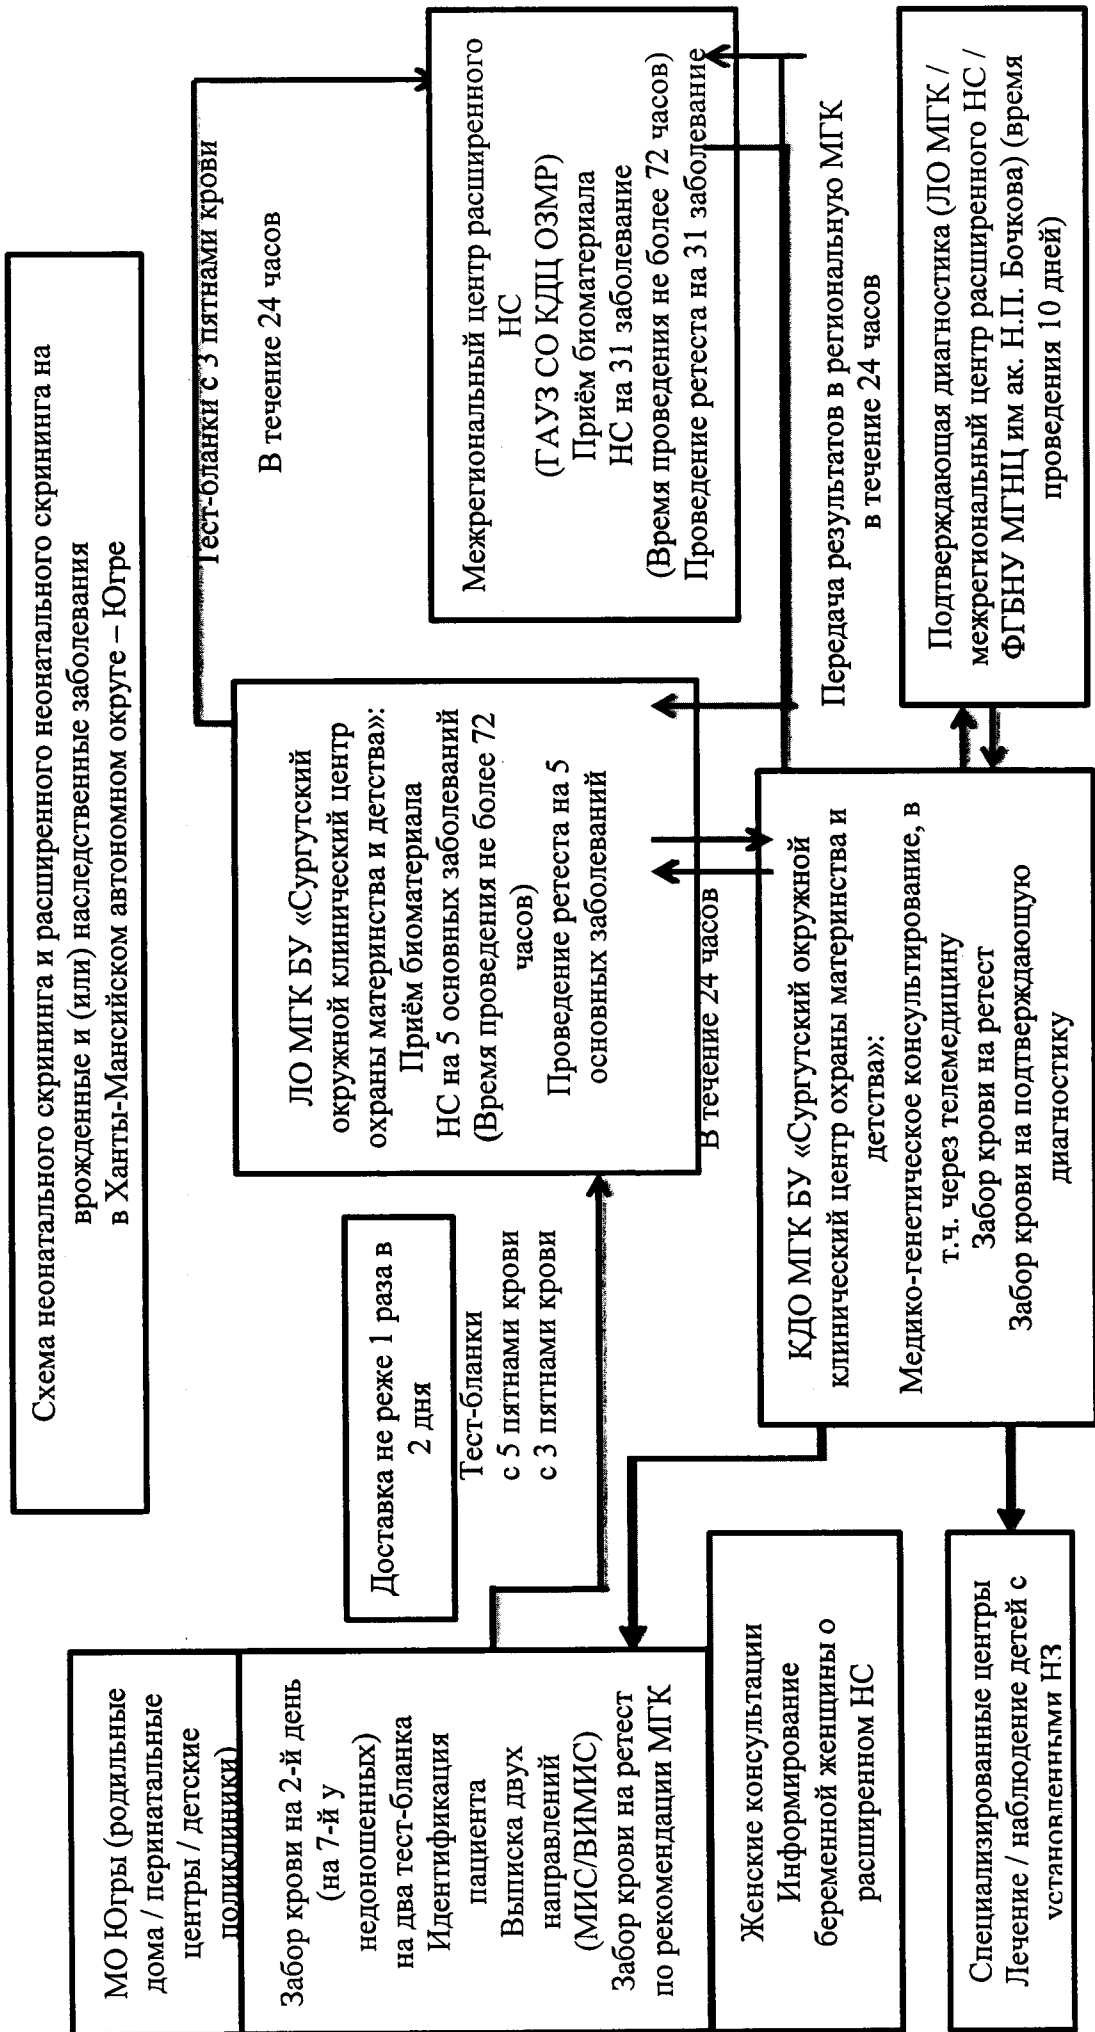 Схема неонатального скрининга и расширенного неонатального скрининга на
врожденные и (или) наследственные заболевания
в Ханты-Мансийском автономном округе – Югре
МО Югры (родильные
дома / перинатальные
центры / детские
поликлиники)
Забор крови на 2-й день
(на 7-й у
недоношенных)
на два тест-бланка
Идентификация
пациента
Выписка двух
направлений
(МИС/ВИМИС)
Забор крови на ретест
по рекомендации МГК
Женские консультации
Информирование
беременной женщины о
расширенном НС
Специализированные центры
Лечение / наблюдение детей с
установленными НЗ
Доставка не реже 1 раза в
2 дня
Тест-бланки
с 5 пятнами крови
с 3 пятнами крови
ЛО МГК БУ «Сургутский
окружной клинический центр
охраны материнства и детства»:
Приём биоматериала
НС на 5 основных заболеваний
(Время проведения не более 72
часов)
Проведение ретеста на 5
основных заболеваний
В течение 24 часов
КДО МГК БУ «Сургутский окружной
клинический центр охраны материнства и
детства»:
Медико-генетическое консультирование, в
т.ч. через телемедицину
Забор крови на ретест
Забор крови на подтверждающую
диагностику
Тест-бланки с 3 пятнами крови
В течение 24 часов
Межрегиональный центр расширенного
НС
(ГАУЗ СО КДЦ ОЗМР)
Приём биоматериала
НС на 31 заболевание
(Время проведения не более 72 часов)
Проведение ретеста на 31 заболевание
Передача результатов в региональную МГК
в течение 24 часов
Подтверждающая диагностика (ЛО МГК /
межрегиональный центр расширенного НС /
ФГБНУ МГНЦ им ак. Н.П. Бочкова) (время
проведения 10 дней)